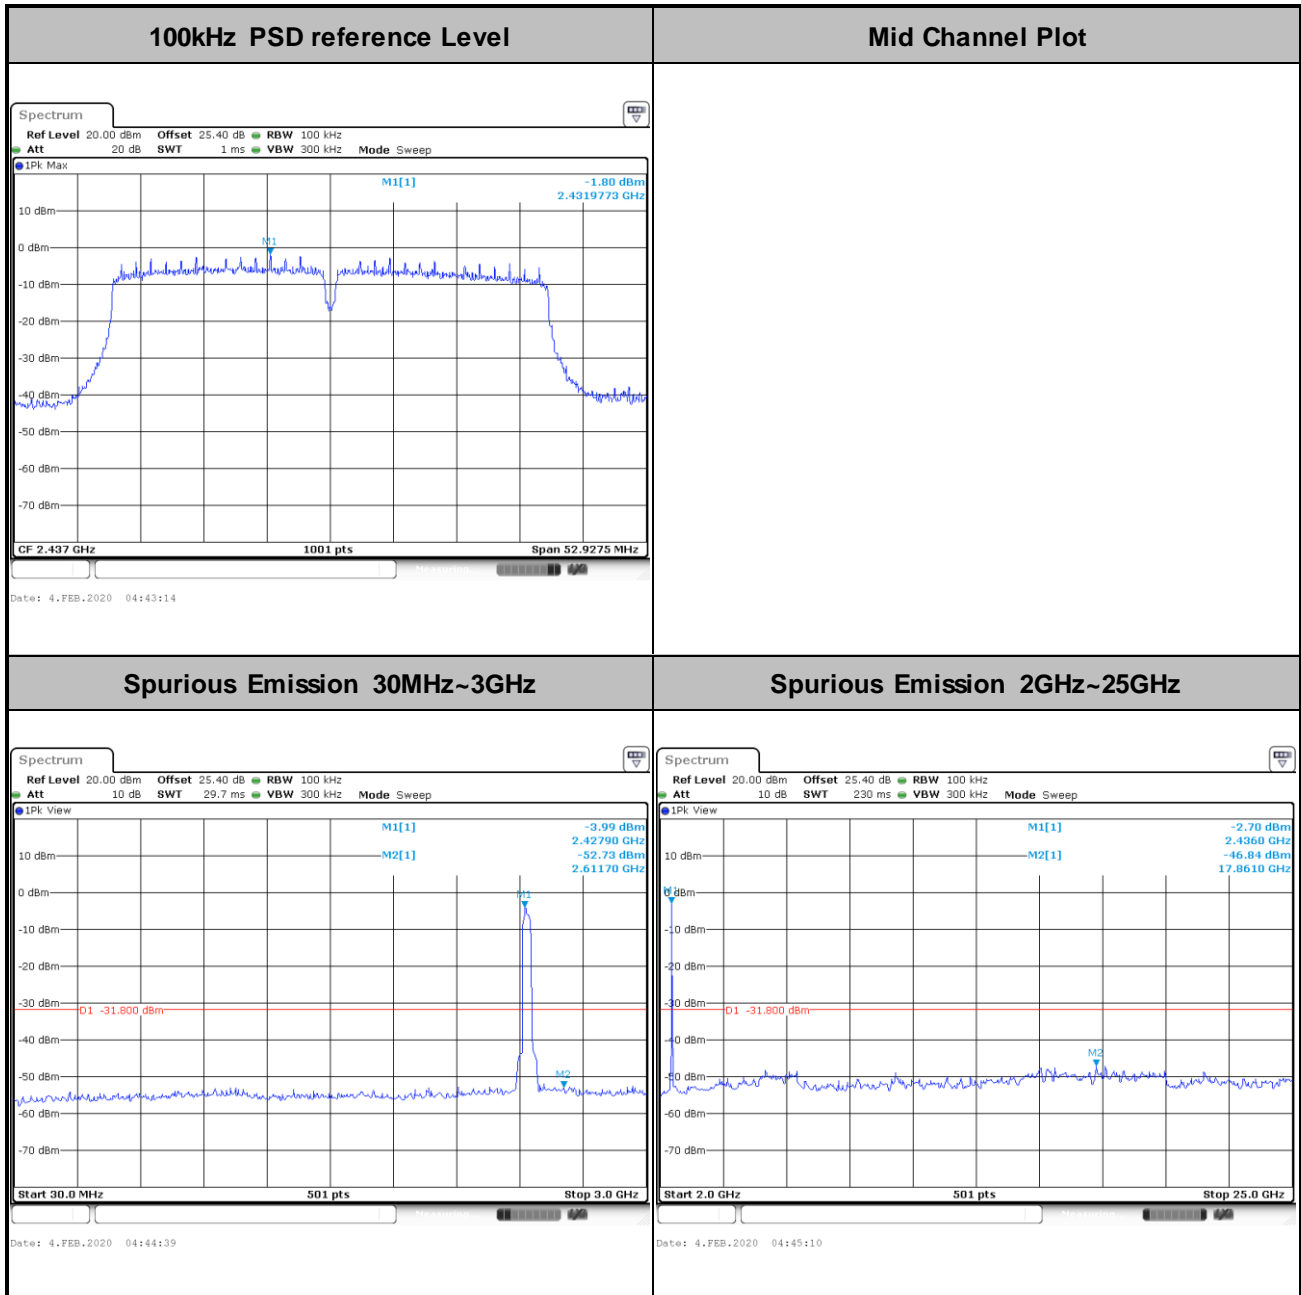 100kHz PSD reference Level
Mid Channel Plot
Spectrum
Ref Level 20.00 dBm Offset 25.40 dB RBW 100 kHz
Att 20 dB SWT 1 ms VBW 300 kHz Mode Sweep
1Pk Max
M1[1] -1.80 dBm
2.4319773 GHz
10 dBm
M1
0 dBm
-10 dBm
-20 dBm
-30 dBm
-40 dBm
-50 dBm
-60 dBm
-70 dBm
CF 2.437 GHz 1001 pts Span 52.9275 MHz
Date: 4.FEB.2020 04:43:14
Spurious Emission 30MHz~3GHz
Spurious Emission 2GHz~25GHz
Spectrum
Ref Level 20.00 dBm Offset 25.40 dB RBW 100 kHz
Att 10 dB SWT 29.7 ms VBW 300 kHz Mode Sweep
1Pk View
M1[1] -3.99 dBm
2.42790 GHz
10 dBm M2[1] -52.73 dBm
2.61170 GHz
0 dBm M1
-10 dBm
-20 dBm
-30 dBm
D1 -31.800 dBm
-40 dBm
-50 dBm M2
-60 dBm
-70 dBm
Start 30.0 MHz 501 pts Stop 3.0 GHz
Date: 4.FEB.2020 04:44:39
Spectrum
Ref Level 20.00 dBm Offset 25.40 dB RBW 100 kHz
Att 10 dB SWT 230 ms VBW 300 kHz Mode Sweep
1Pk View
M1[1] -2.70 dBm
2.4360 GHz
10 dBm M2[1] -46.84 dBm
17.8610 GHz
M1
0 dBm
-10 dBm
-20 dBm
-30 dBm
D1 -31.800 dBm
-40 dBm
M2
-50 dBm
-60 dBm
-70 dBm
Start 2.0 GHz 501 pts Stop 25.0 GHz
Date: 4.FEB.2020 04:45:10